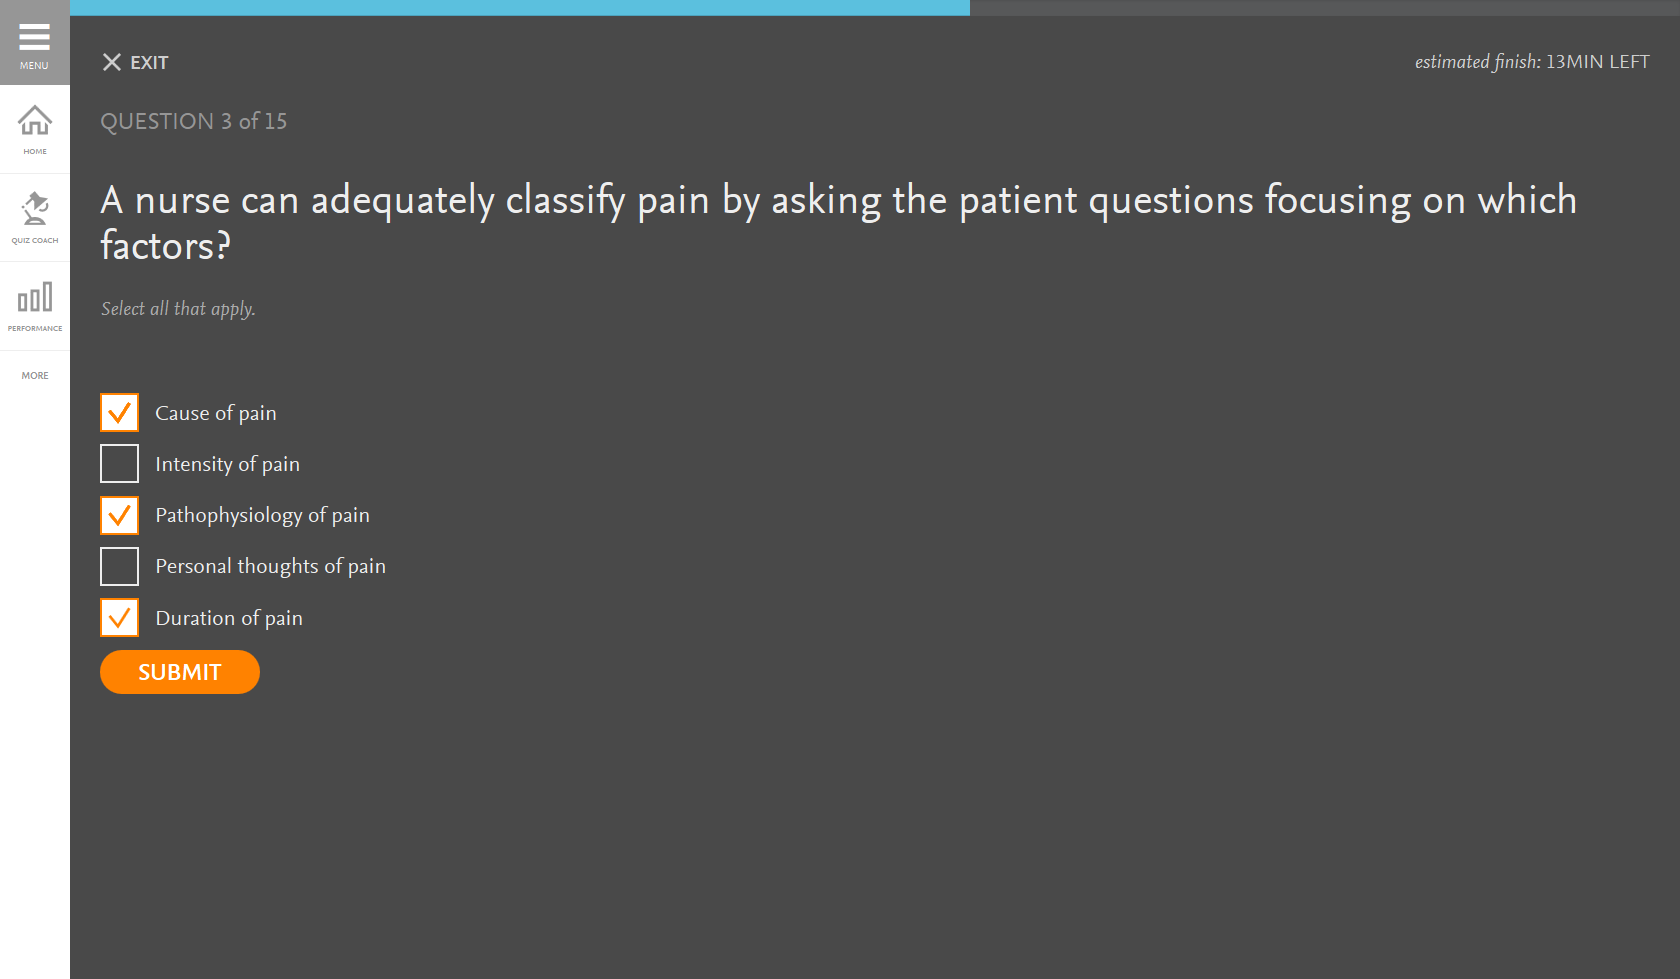 MENU
EXIT
estimated finish: 13MIN LEFT
HOME
QUIZ COACH
PERFORMANCE
MORE
QUESTION 3 of 15
A nurse can adequately classify pain by asking the patient questions focusing on which
factors?
Select all that apply.
Cause of pain
Intensity of pain
Pathophysiology of pain
Personal thoughts of pain
Duration of pain
SUBMIT